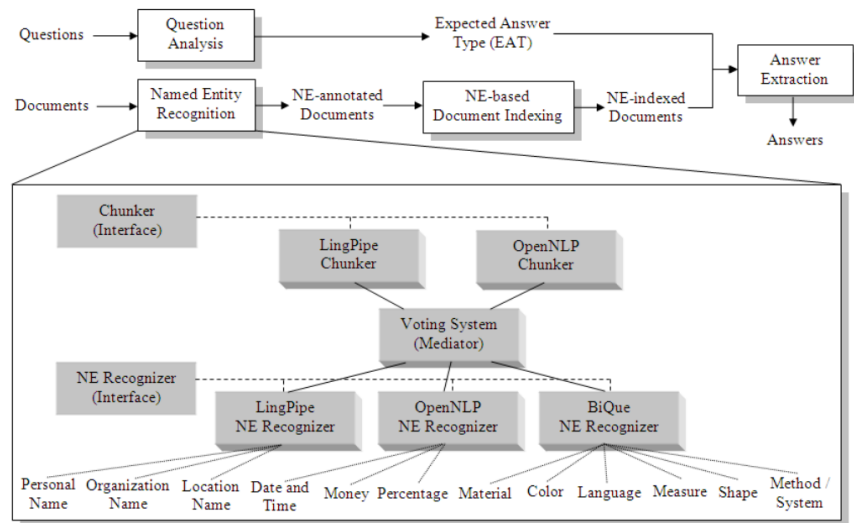 Questions
Question
Analysis
Expected Answer
Type (EAT)
Answer
Extraction
Documents
Named Entity
Recognition
NE-annotated
Documents
NE-based
Document Indexing
NE-indexed
Documents
Answers
Chunker
(Interface)
LingPipe
Chunker
OpenNLP
Chunker
Voting System
(Mediator)
NE Recognizer
(Interface)
LingPipe
NE Recognizer
OpenNLP
NE Recognizer
BiQue
NE Recognizer
Personal
Name
Organization
Name
Location
Name
Date and
Time
Money
Percentage
Material
Color
Language
Measure
Shape
Method /
System